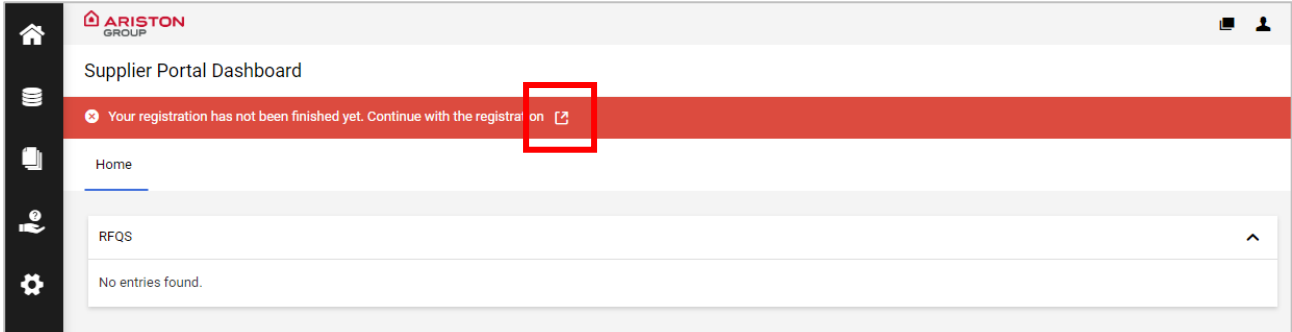 ARISTON
GROUP
Supplier Portal Dashboard
Your registration has not been finished yet. Continue with the registration
Home
RFQS
No entries found.